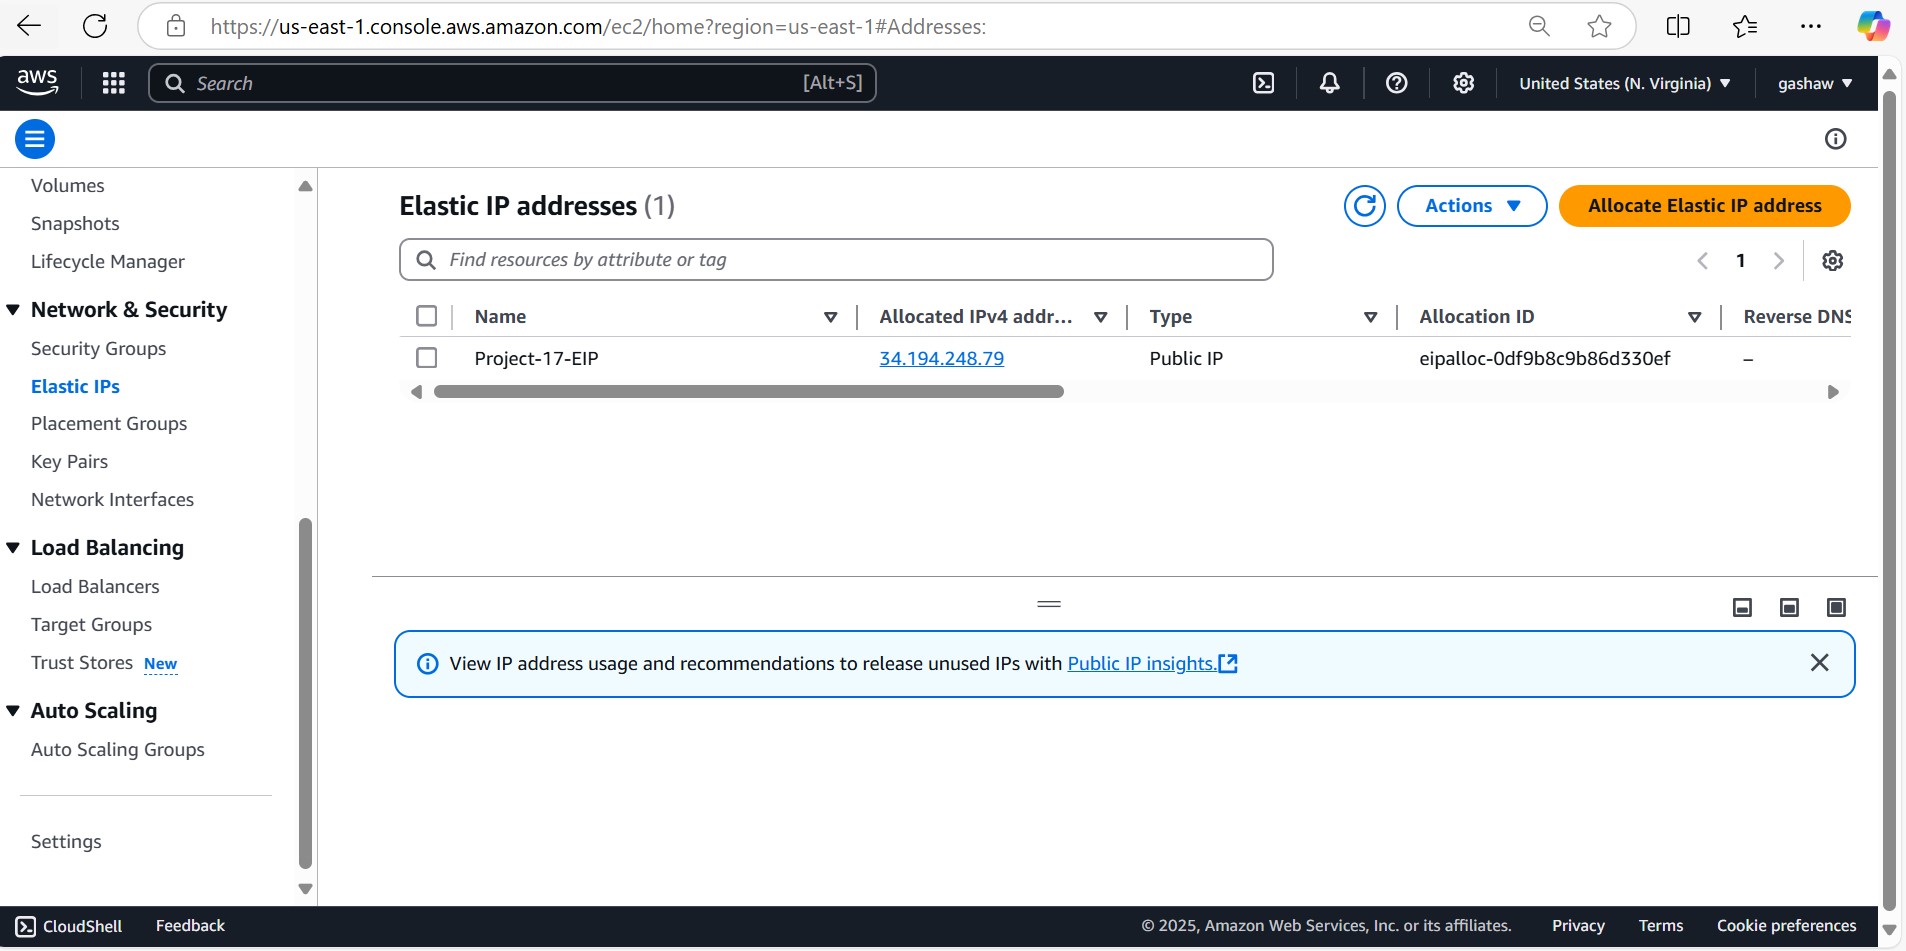 https://us-east-1.console.aws.amazon.com/ec2/home?region=us-east-1#Addresses:
aws
Search [Alt+S]
United States (N. Virginia)
gashaw
Volumes
Snapshots
Lifecycle Manager
Network & Security
Security Groups
Elastic IPs
Placement Groups
Key Pairs
Network Interfaces
Load Balancing
Load Balancers
Target Groups
Trust Stores New
Auto Scaling
Auto Scaling Groups
Settings
Elastic IP addresses (1)
Actions
Allocate Elastic IP address
Find resources by attribute or tag
1
Name Allocated IPv4 addr... Type Allocation ID Reverse DNS
Project-17-EIP 34.194.248.79 Public IP eipalloc-0df9b8c9b86d330ef –
View IP address usage and recommendations to release unused IPs with Public IP insights.
CloudShell Feedback © 2025, Amazon Web Services, Inc. or its affiliates. Privacy Terms Cookie preferences